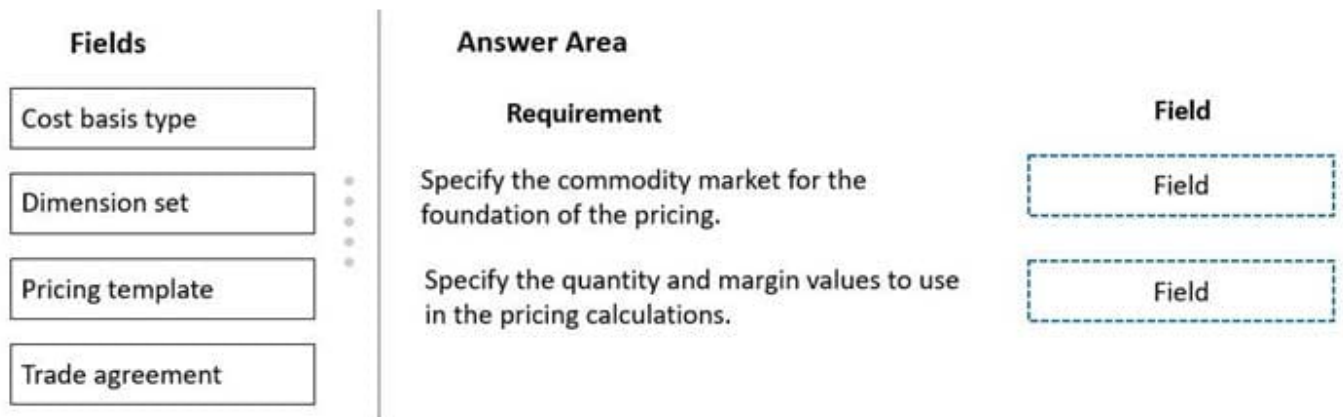 Fields
Cost basis type
Dimension set
Pricing template
Trade agreement
Answer Area
Requirement
Field
Specify the commodity market for the
foundation of the pricing.
Field
Specify the quantity and margin values to use
in the pricing calculations.
Field